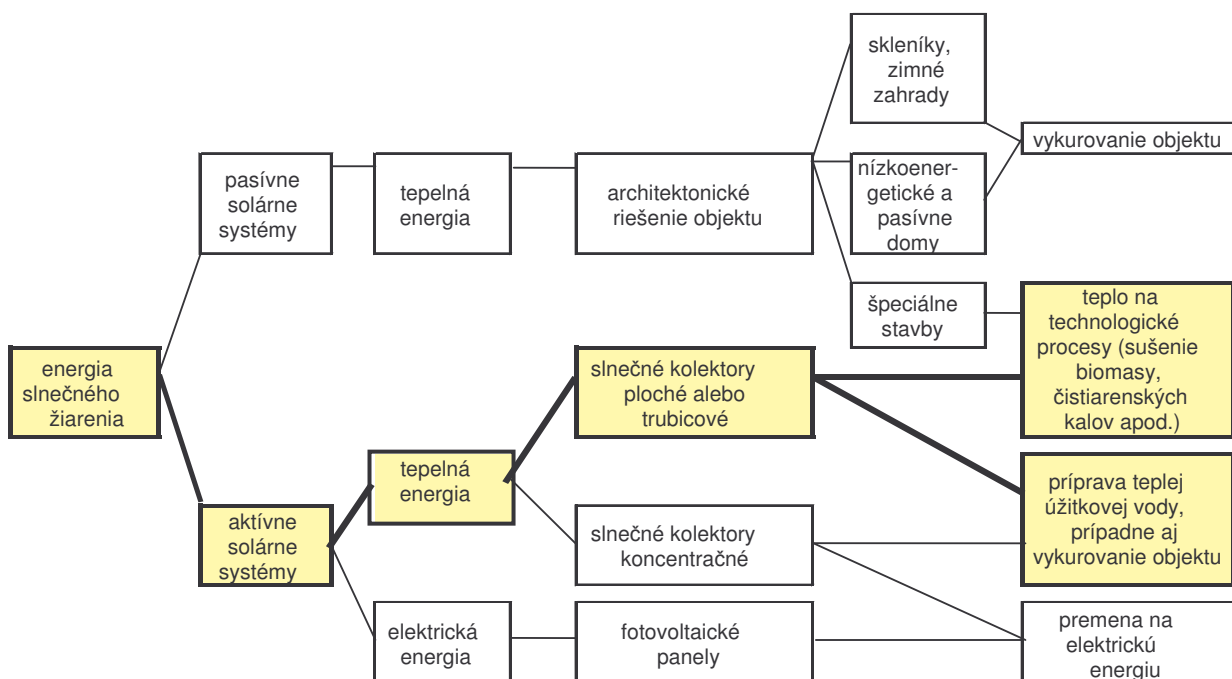 skleníky,
zimné
zahrady
vykurovanie objektu
pasívne
solárne
systémy
tepelná
energia
architektonické
riešenie objektu
nízkoener-
getické a
pasívne
domy
špeciálne
stavby
teplo na
technologické
procesy (sušenie
biomasy,
čistiarenských
kalov apod.)
energia
slnečného
žiarenia
slnečné kolektory
ploché alebo
trubicové
tepelná
energia
príprava teplej
úžitkovej vody,
prípadne aj
vykurovanie objektu
aktívne
solárne
systémy
slnečné kolektory
koncentračné
elektrická
energia
fotovoltaické
panely
premena na
elektrickú
energiu